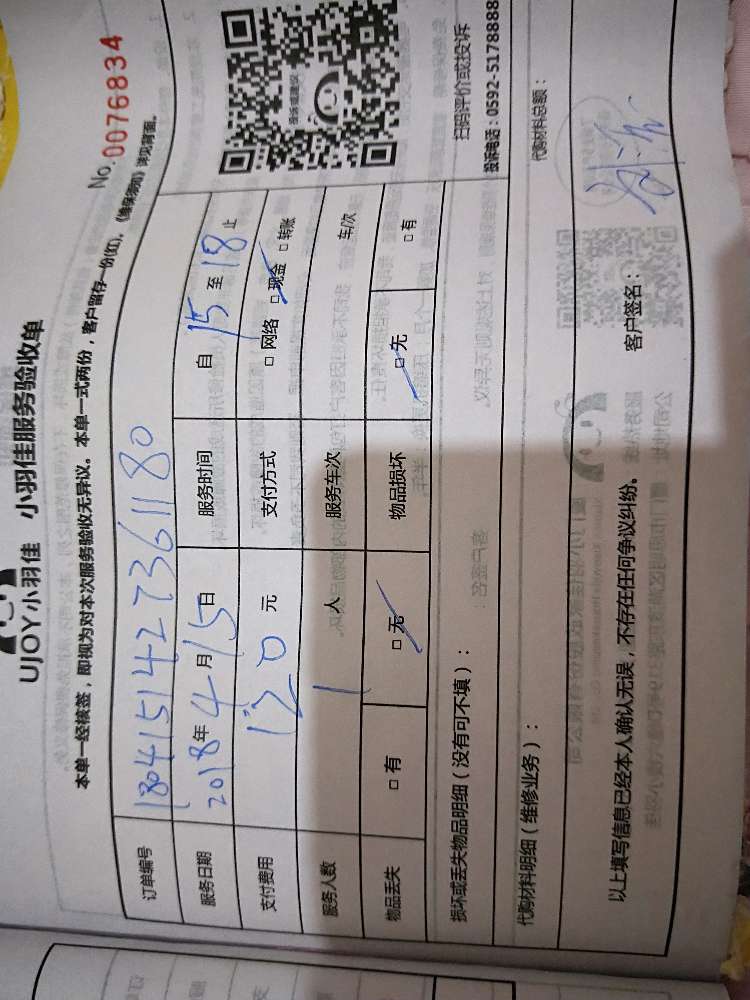 UJOY小羽佳 小羽佳服务验收单
No.0076834
本单一经核签，即视为对本次服务验收无异议。本单一式两份，客户留存一份(红)，《维保须知》详见背面。
订单编号 1804151427361180
服务日期 2018年4月15日 服务时间 自 15 至 18 止
支付费用 120 元 支付方式 □ 网络 □ 现金 □ 转账
服务人数 1 人 服务车次 车/次
物品丢失 □ 有 □ 无 物品损坏 □ 无 □ 有
扫码评价或投诉
投诉电话：0592-5178888
损坏或丢失物品明细（没有可不填）：
代购材料明细（维修业务）：
代购材料总额：
以上填写信息已经本人确认无误，不存在任何争议纠纷。
客户签名：